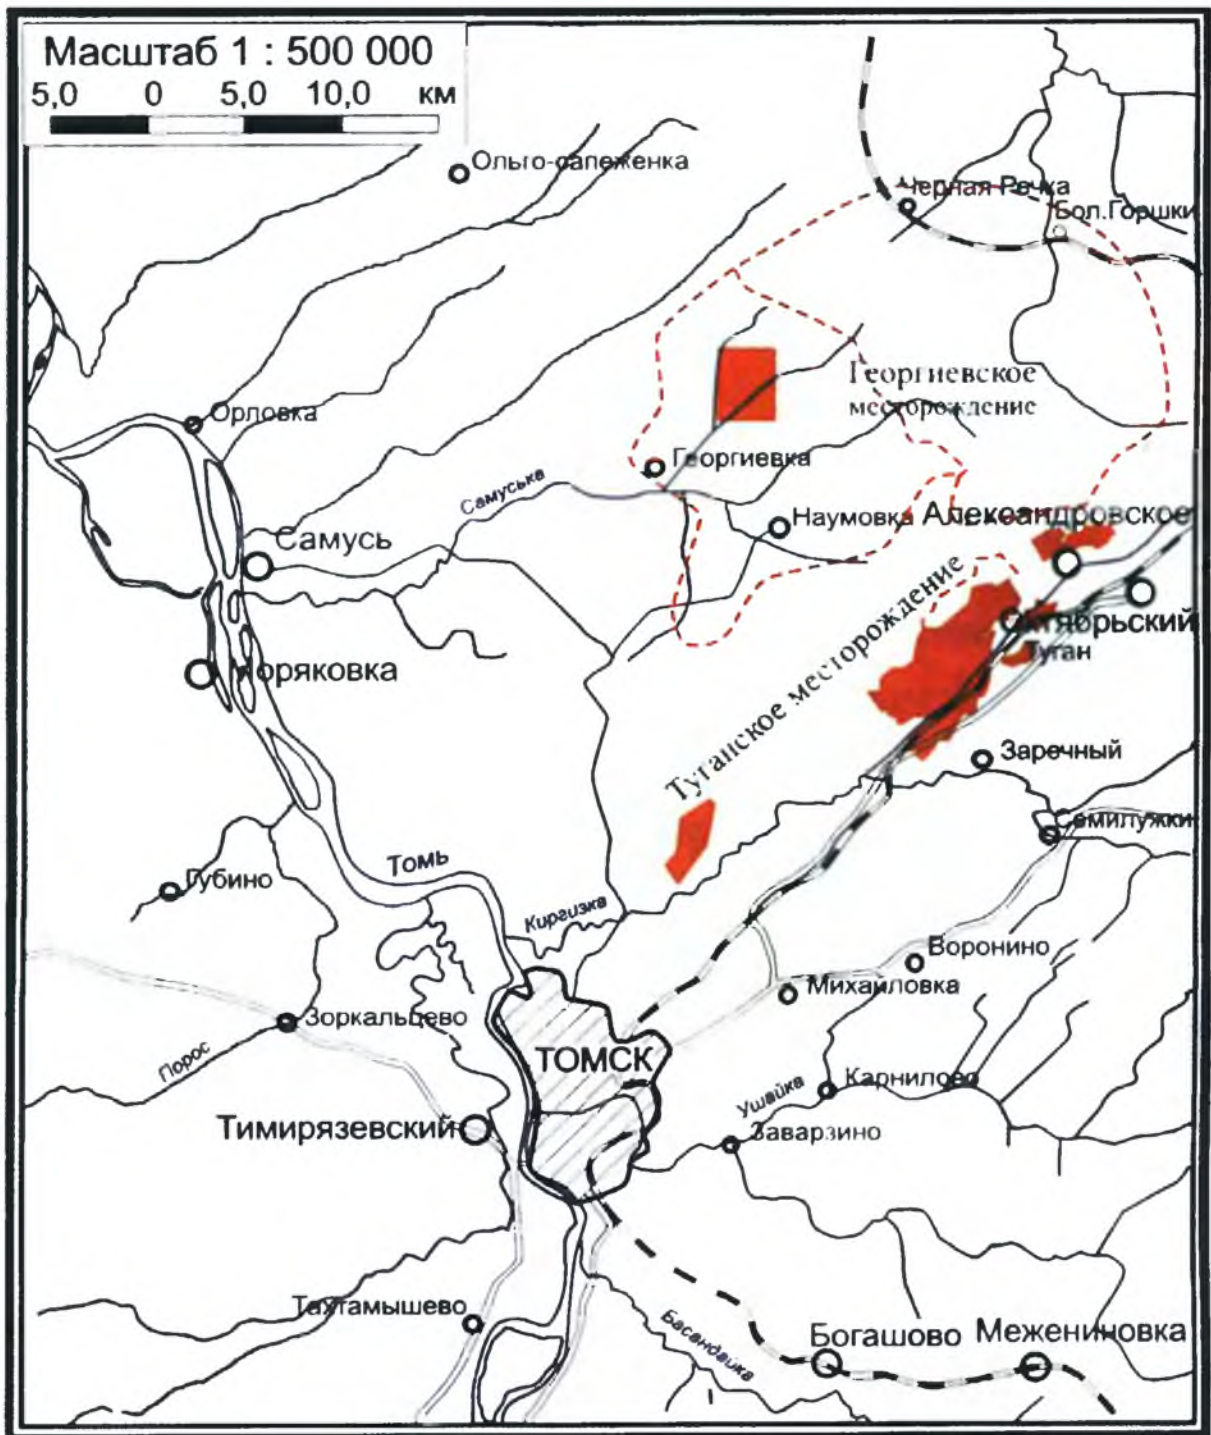 Масштаб 1 : 500 000
5,0 0 5,0 10,0 км
Ольго-сапеженка
Черная Речка
Бол.Горшки
Орловка
Георгиевское
месторождение
Георгиевка
Самуська
Наумовка
Александровское
Самусь
Октябрьский
Туган
Моряковка
Туганское месторождение
Заречный
Семилужки
Томь
Губино
Киргизка
Воронино
Михайловка
Зоркальцево
Порос
ТОМСК
Карнилово
Ушайка
Тимирязевский
Заварзино
Тахтамышево
Басандайка
Богашово
Межениновка